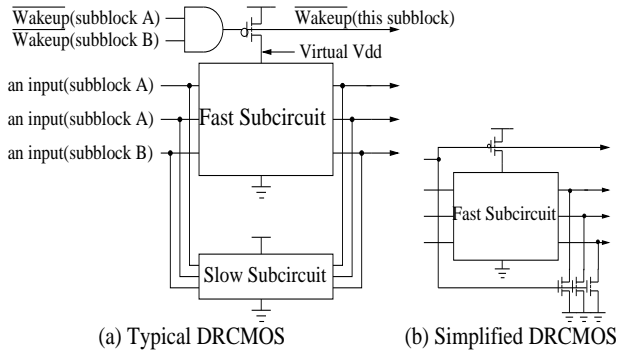 Wakeup(subblock A)
Wakeup(subblock B)
Wakeup(this subblock)
Virtual Vdd
an input(subblock A)
an input(subblock A)
an input(subblock B)
Fast Subcircuit
Slow Subcircuit
(a) Typical DRCMOS
Fast Subcircuit
(b) Simplified DRCMOS